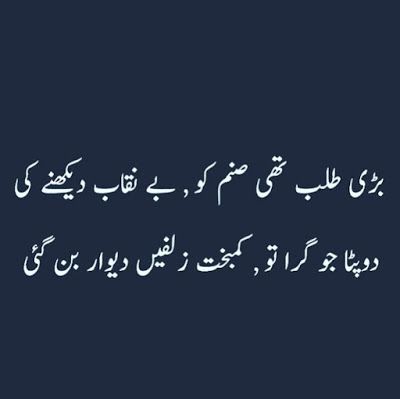 بڑی طلب تھی صنم کو , بے نقاب دیکھنے کی
دوپٹا جو گرا تو , کمبخت زلفیں دیوار بن گئی